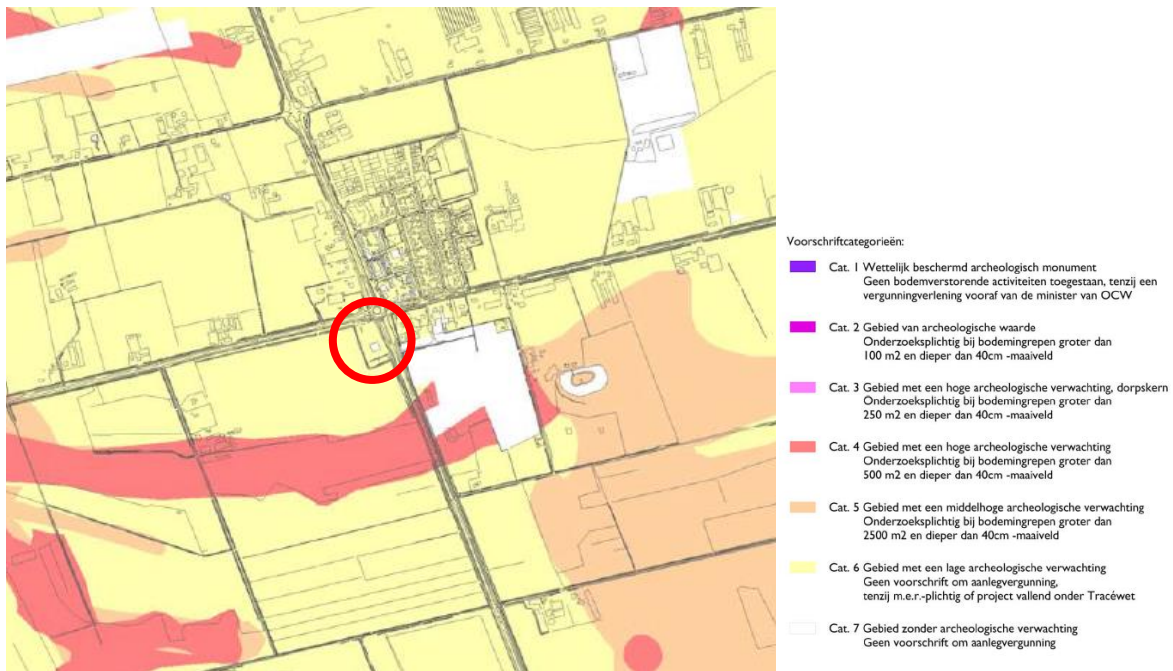 Voorschriftcategorieën:
Cat. 1 Wettelijk beschermd archeologisch monument
Geen bodemverstorende activiteiten toegestaan, tenzij een
vergunningverlening vooraf van de minister van OCW
Cat. 2 Gebied van archeologische waarde
Onderzoeksplichtig bij bodemingrepen groter dan
100 m2 en dieper dan 40cm -maaiveld
Cat. 3 Gebied met een hoge archeologische verwachting, dorpskern
Onderzoeksplichtig bij bodemingrepen groter dan
250 m2 en dieper dan 40cm -maaiveld
Cat. 4 Gebied met een hoge archeologische verwachting
Onderzoeksplichtig bij bodemingrepen groter dan
500 m2 en dieper dan 40cm -maaiveld
Cat. 5 Gebied met een middelhoge archeologische verwachting
Onderzoeksplichtig bij bodemingrepen groter dan
2500 m2 en dieper dan 40cm -maaiveld
Cat. 6 Gebied met een lage archeologische verwachting
Geen voorschrift om aanlegvergunning,
tenzij m.e.r.-plichtig of project vallend onder Tracéwet
Cat. 7 Gebied zonder archeologische verwachting
Geen voorschrift om aanlegvergunning